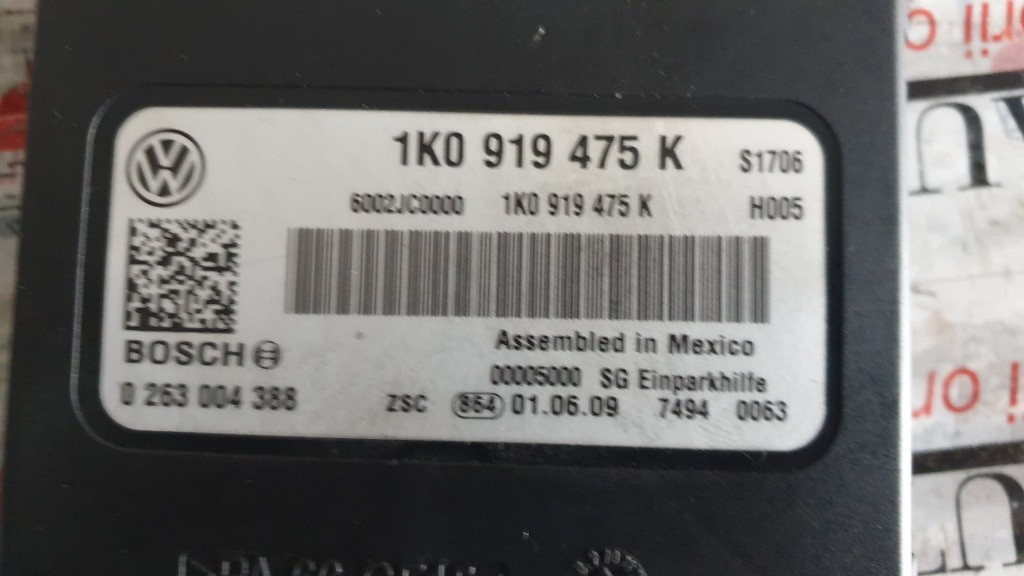 1K0 919 475 K S1706
6002JC0000 1K0 919 475 K H005
BOSCH
Assembled in Mexico
00005000 SG Einparkhilfe
0 263 004 388 ZSC 864 01.06.09 7494 0063